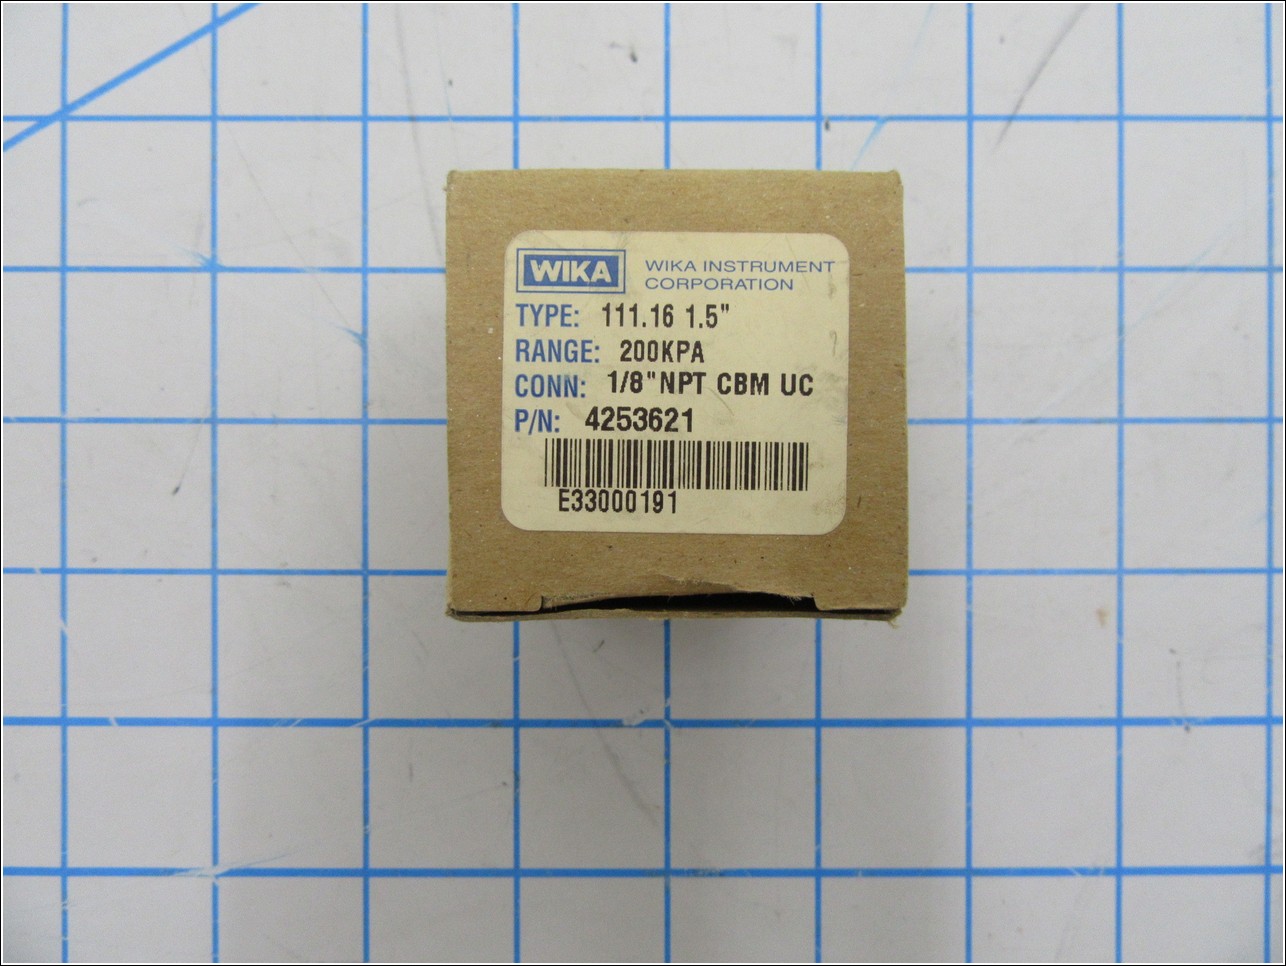 WIKA
WIKA INSTRUMENT
CORPORATION
TYPE: 111.16 1.5"
RANGE: 200KPA
CONN: 1/8"NPT CBM UC
P/N: 4253621
E33000191